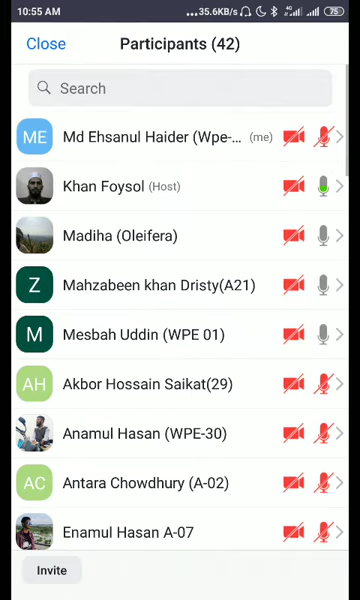 10:55 AM ...35.6KB/s 4G 75
Close Participants (42)
Search
ME Md Ehsanul Haider (Wpe-... (me)
Khan Foysol (Host)
Madiha (Oleifera)
Z Mahzabeen khan Dristy(A21)
M Mesbah Uddin (WPE 01)
AH Akbor Hossain Saikat(29)
Anamul Hasan (WPE-30)
AC Antara Chowdhury (A-02)
Enamul Hasan A-07
Invite